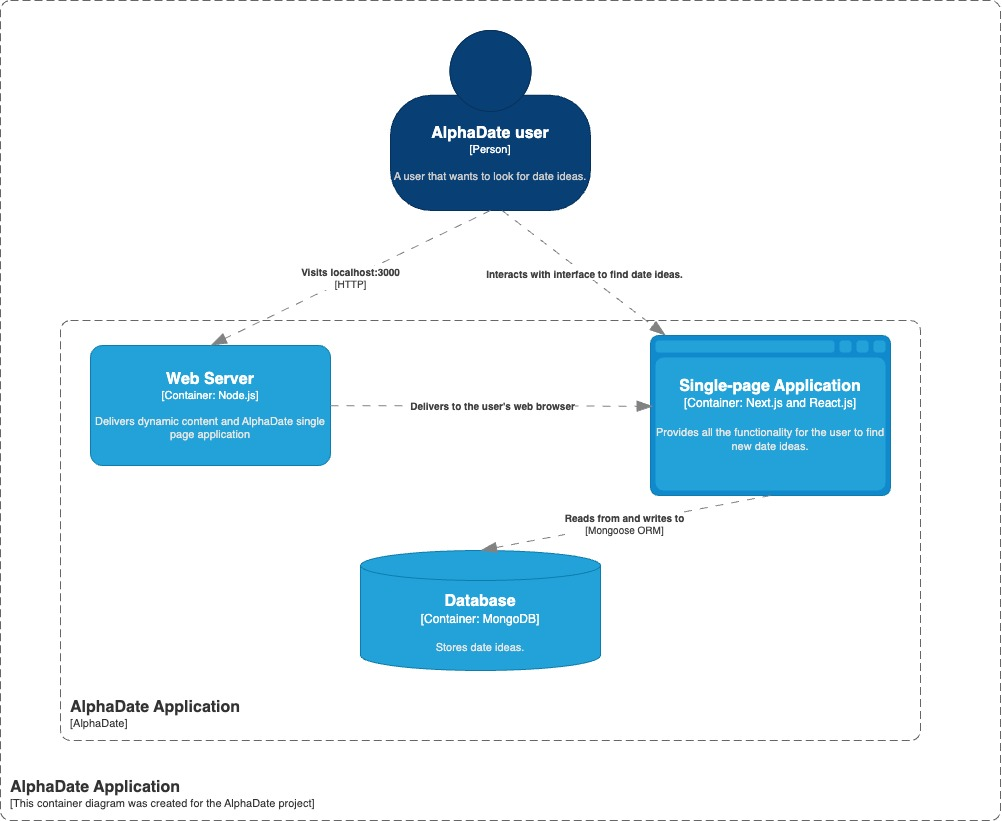 AlphaDate user
[Person]
A user that wants to look for date ideas.
Visits localhost:3000
[HTTP]
Interacts with interface to find date ideas.
Web Server
[Container: Node.js]
Delivers dynamic content and AlphaDate single
page application
Delivers to the user's web browser
Single-page Application
[Container: Next.js and React.js]
Provides all the functionality for the user to find
new date ideas.
Reads from and writes to
[Mongoose ORM]
Database
[Container: MongoDB]
Stores date ideas.
AlphaDate Application
[AlphaDate]
AlphaDate Application
[This container diagram was created for the AlphaDate project]